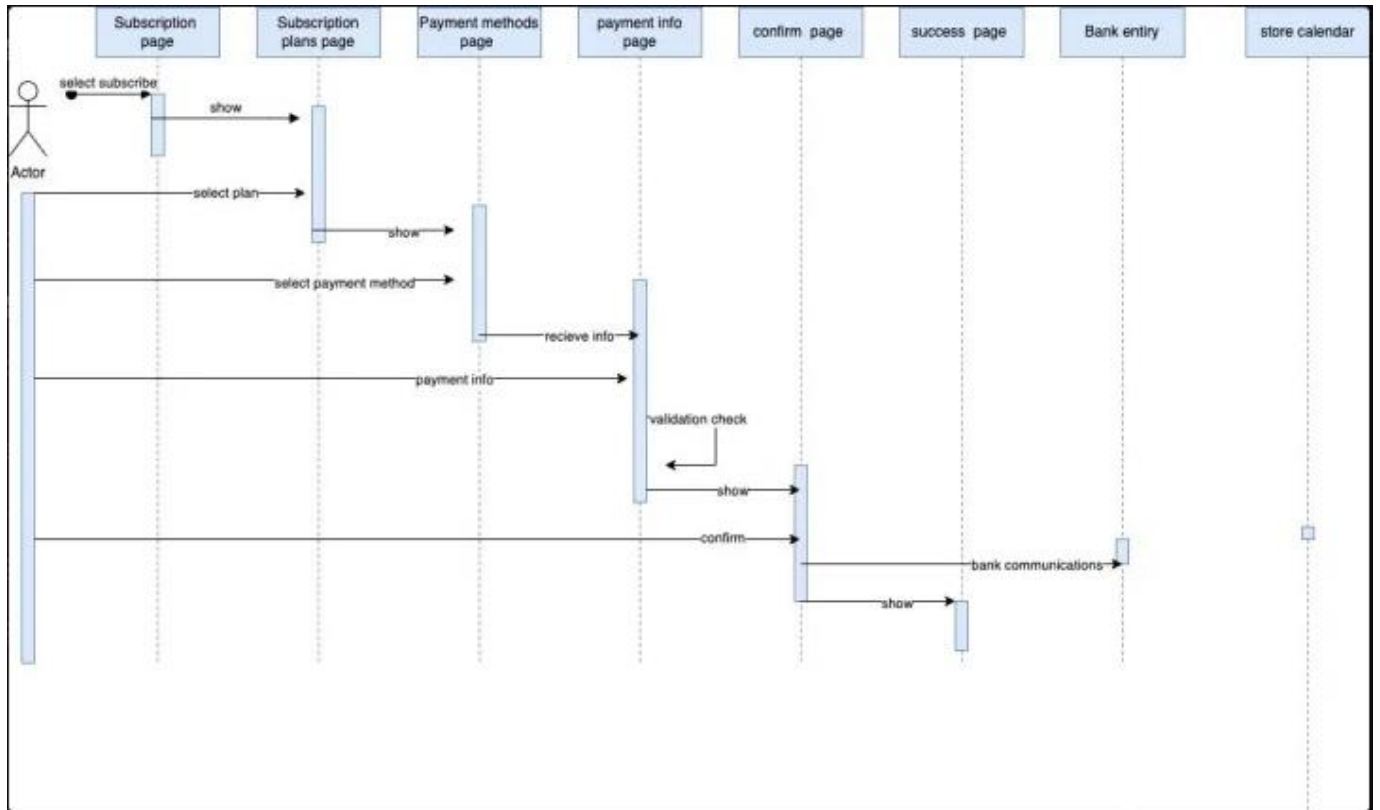 Subscription
page
Subscription
plans page
Payment methods
page
payment info
page
confirm page
success page
Bank entiry
store calendar
select subscribe
show
Actor
select plan
show
select payment method
recieve info
payment info
validation check
show
confirm
bank communications
show